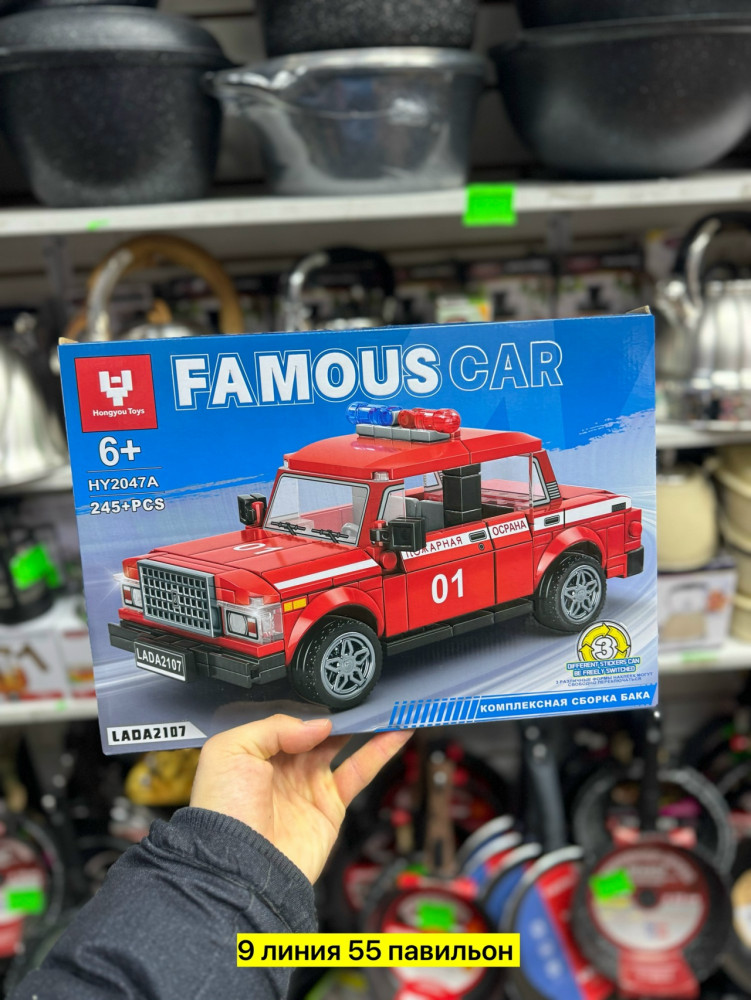 FAMOUS CAR
Hongyou Toys
6+
HY2047A
245+PCS
01
ПОЖАРНАЯ ОХРАНА
01
LADA2107
3
DIFFERENT STICKERS CAN
BE FREELY SWITCHED
КОМПЛЕКСНАЯ СБОРКА БАКА
LADA2107
9 линия 55 павильон